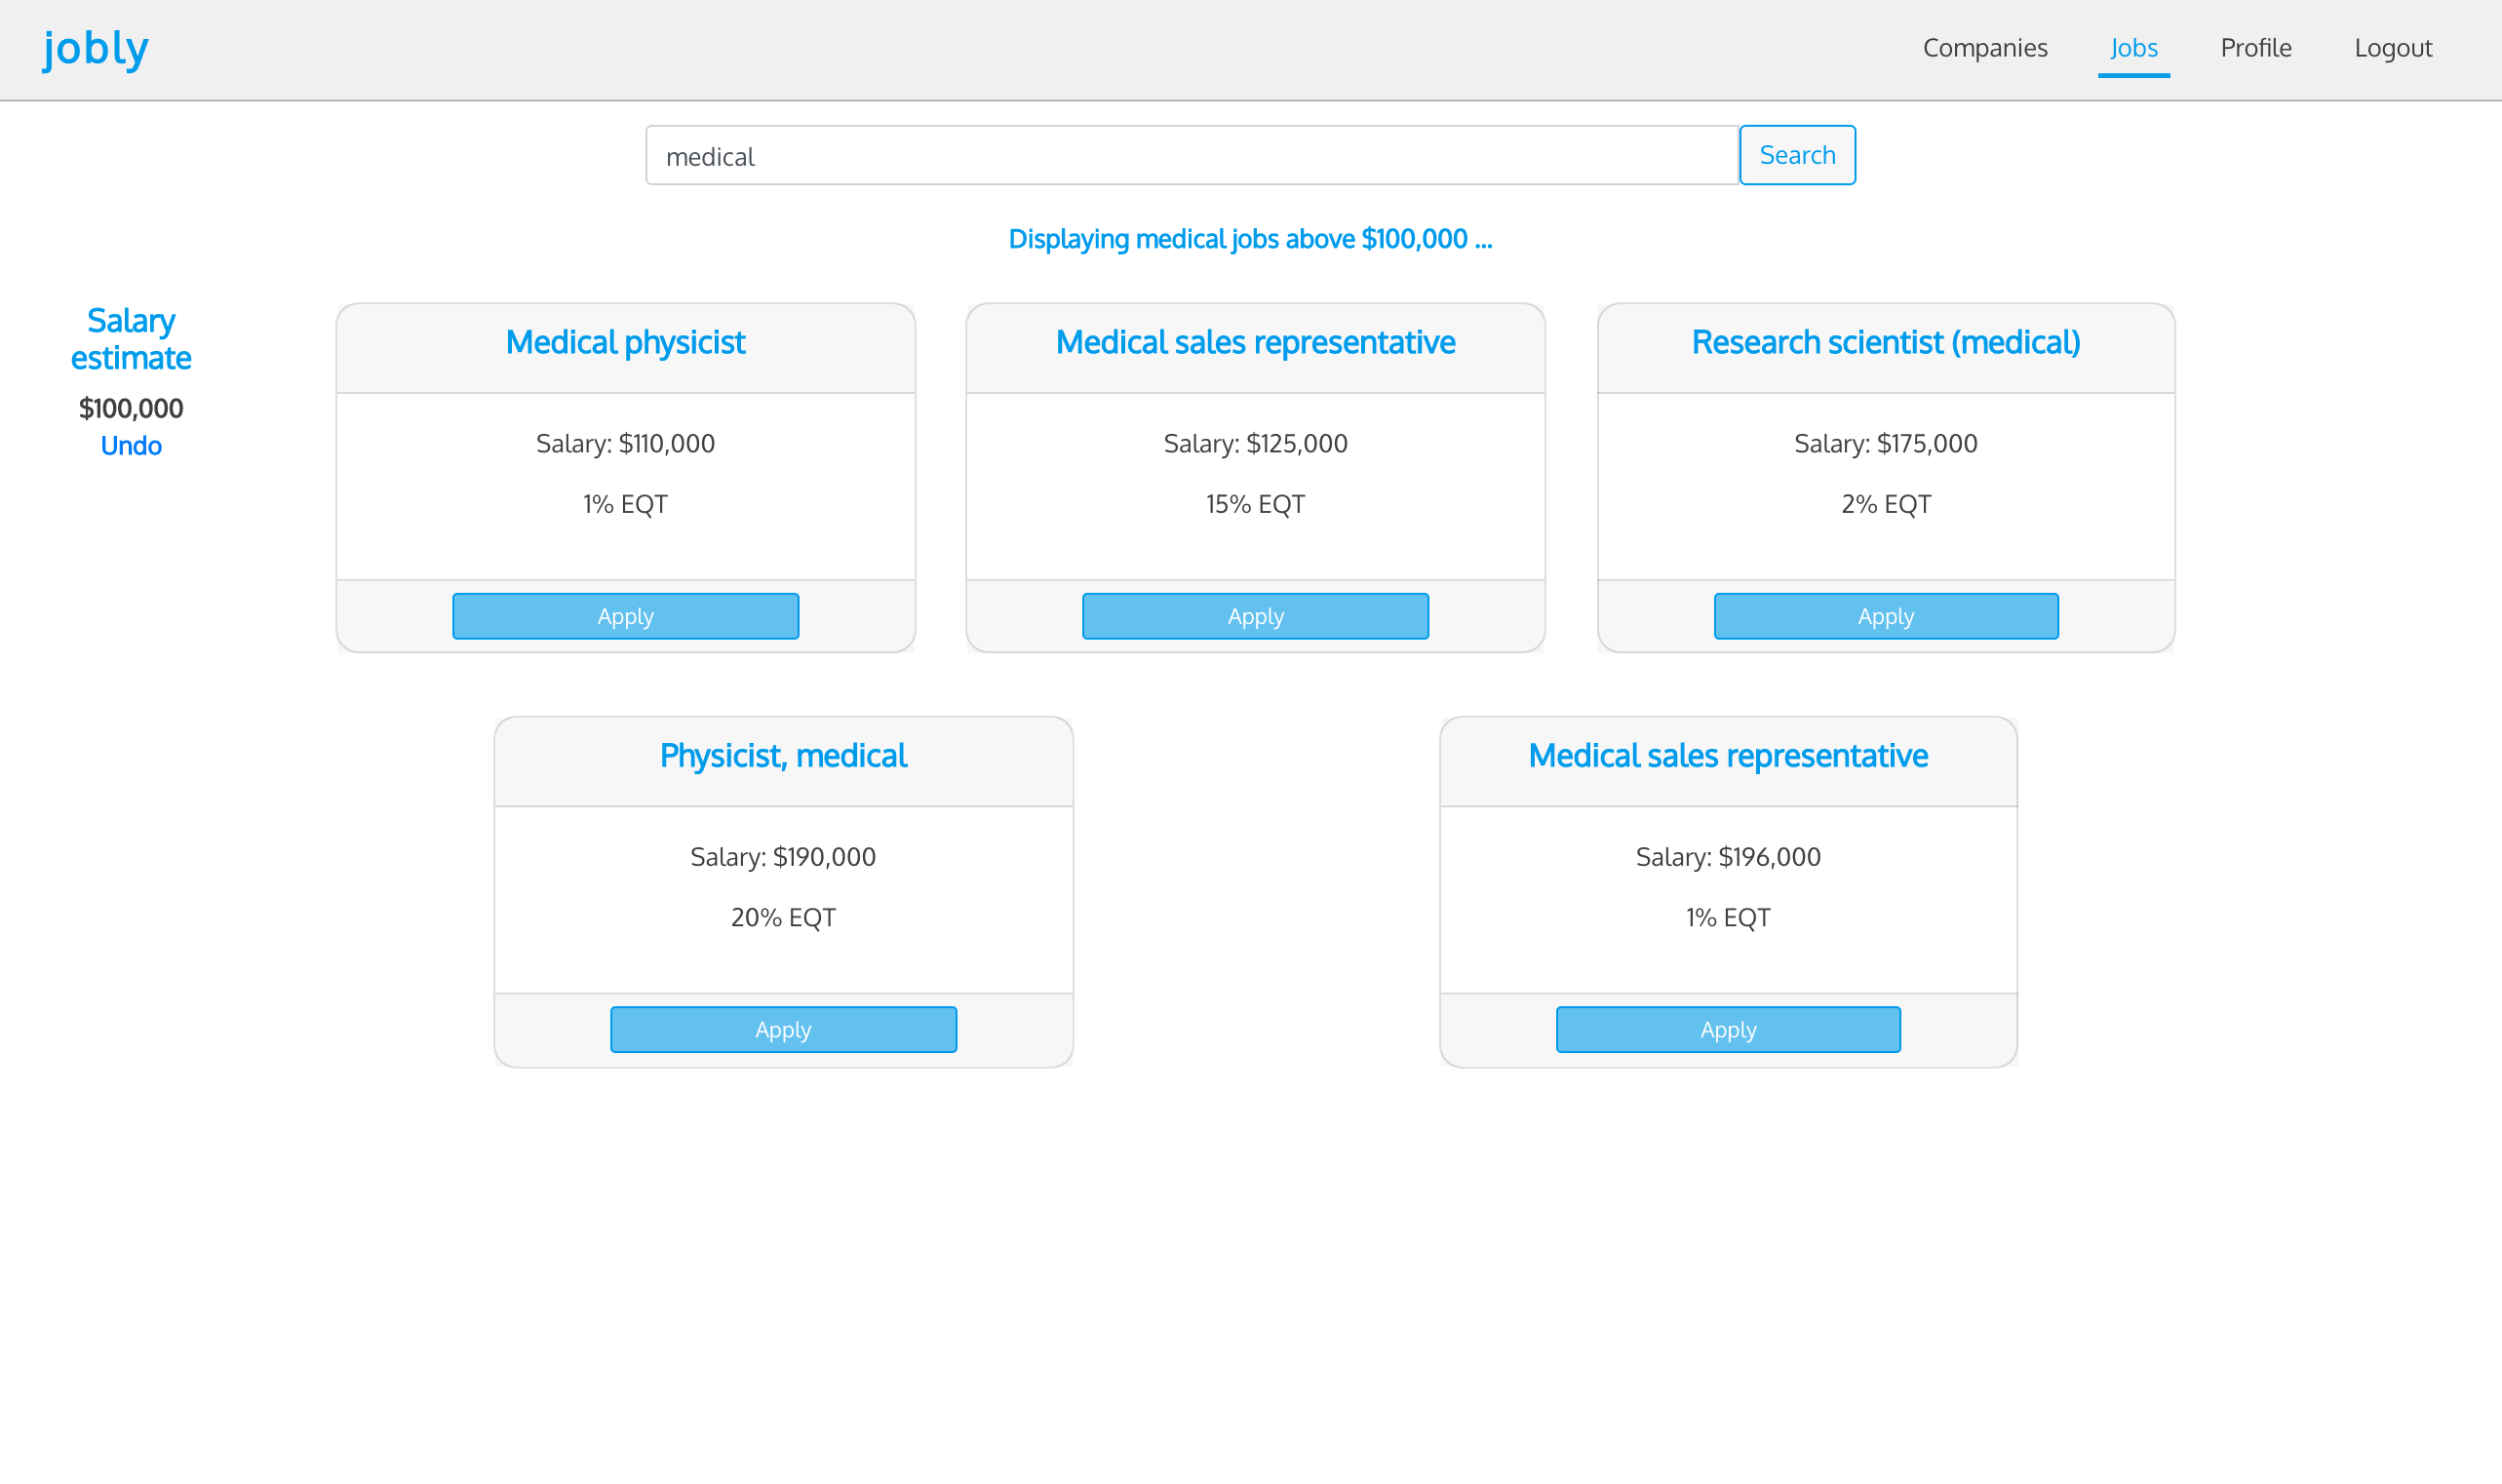 jobly
Companies
Jobs
Profile
Logout
medical
Search
Displaying medical jobs above $100,000 ...
Salary
estimate
$100,000
Undo
Medical physicist
Salary: $110,000
1% EQT
Apply
Medical sales representative
Salary: $125,000
15% EQT
Apply
Research scientist (medical)
Salary: $175,000
2% EQT
Apply
Physicist, medical
Salary: $190,000
20% EQT
Apply
Medical sales representative
Salary: $196,000
1% EQT
Apply